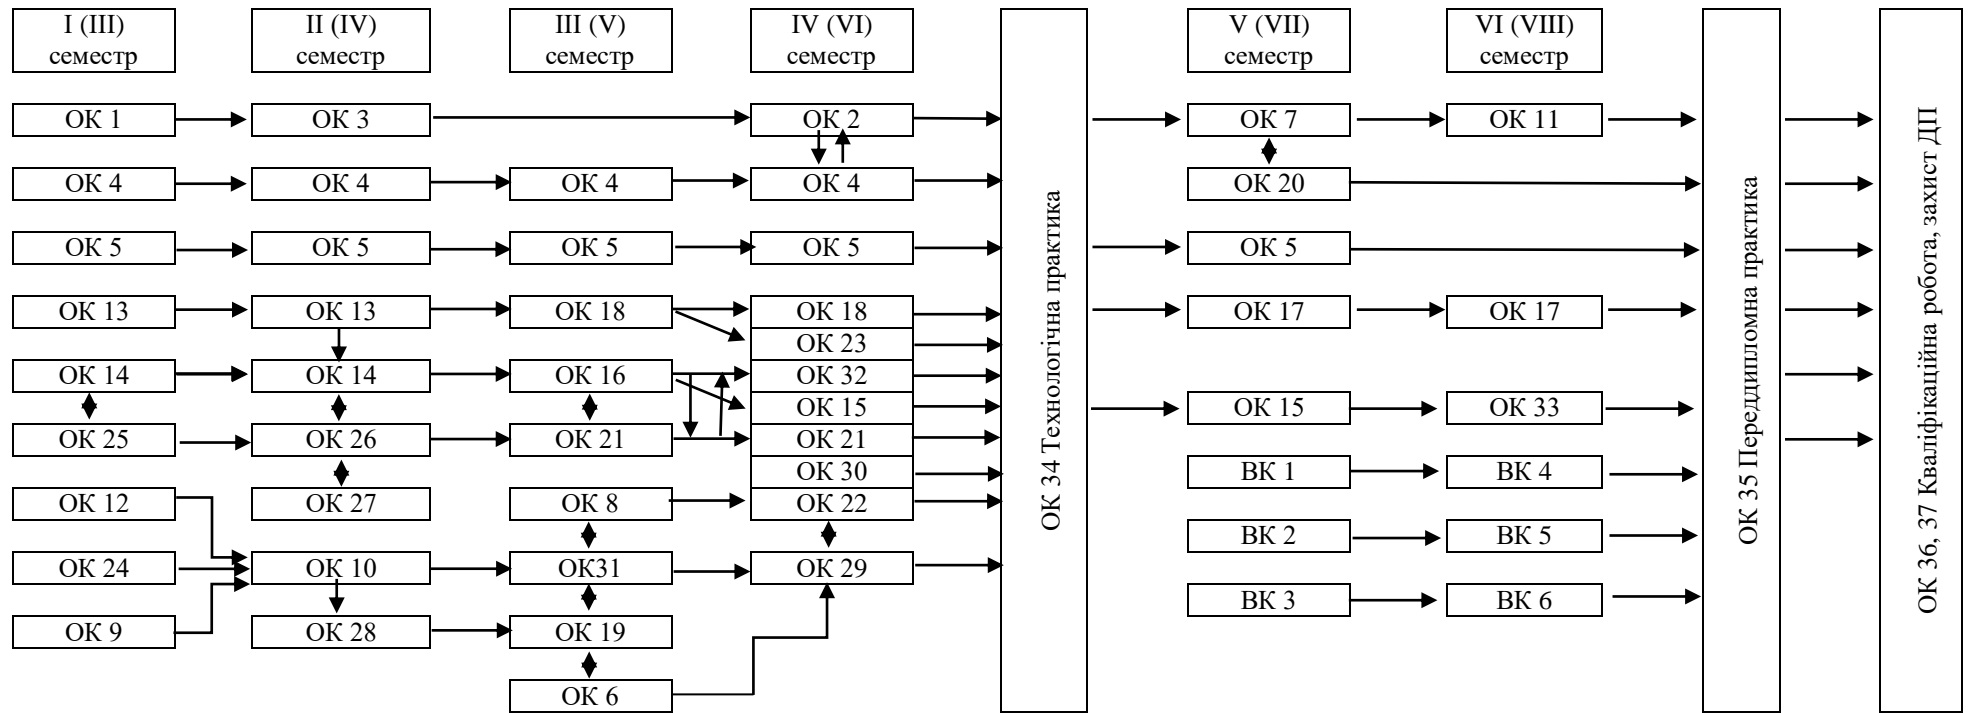 I (III)
семестр
II (IV)
семестр
III (V)
семестр
IV (VI)
семестр
V (VII)
семестр
VI (VIII)
семестр
ОК 1
ОК 3
ОК 2
ОК 7
ОК 11
ОК 4
ОК 4
ОК 4
ОК 4
ОК 20
ОК 5
ОК 5
ОК 5
ОК 5
ОК 5
ОК 13
ОК 13
ОК 18
ОК 18
ОК 17
ОК 17
ОК 23
ОК 14
ОК 14
ОК 16
ОК 32
ОК 15
ОК 15
ОК 33
ОК 25
ОК 26
ОК 21
ОК 21
ОК 30
ВК 1
ВК 4
ОК 12
ОК 27
ОК 8
ОК 22
ВК 2
ВК 5
ОК 24
ОК 10
ОК31
ОК 29
ВК 3
ВК 6
ОК 9
ОК 28
ОК 19
ОК 6
ОК 34 Технологічна практика
ОК 35 Переддипломна практика
ОК 36, 37 Кваліфікаційна робота, захист ДП